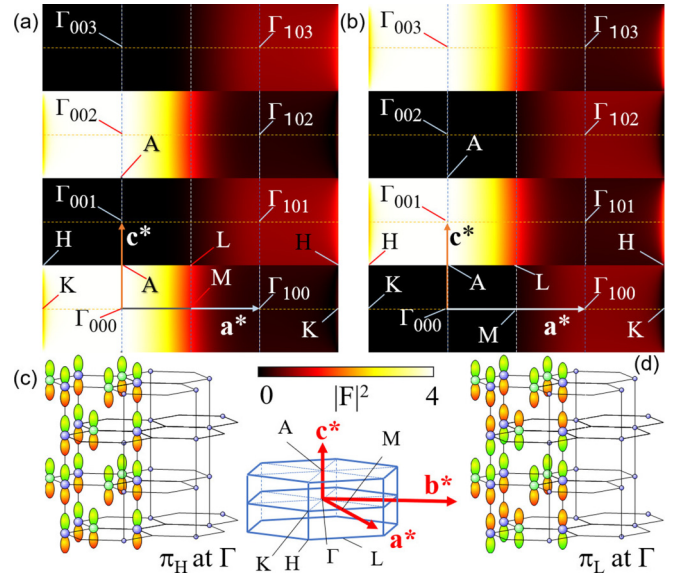 (a)
Γ003
Γ103
Γ002
Γ102
A
Γ001
Γ101
H
c*
L
H
K
A
M
Γ100
Γ000
a*
K
(b)
Γ003
Γ103
Γ002
Γ102
A
Γ001
Γ101
H
c*
H
K
A
L
Γ100
Γ000
M
a*
K
(c)
0
|F|²
4
(d)
A
c*
M
b*
a*
K
H
Γ
L
πH at Γ
πL at Γ